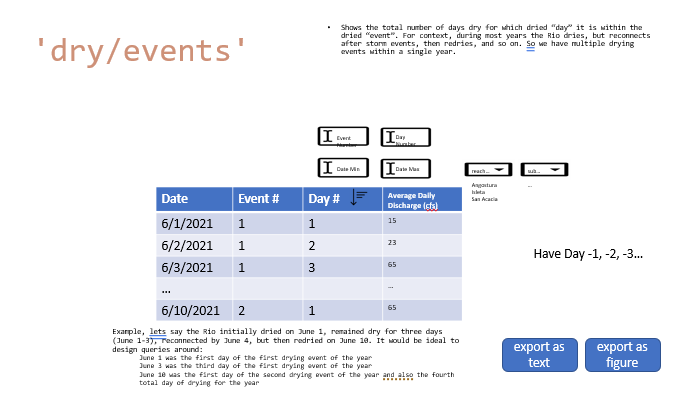 'dry/events'
• Shows the total number of days dry for which dried “day” it is within the
dried “event”. For context, during most years the Rio dries, but reconnects
after storm events, then redries, and so on. So we have multiple drying
events within a single year.
Event Number
Day Number
Date Min
Date Max
reach...
sub...
Angostura
Isleta
San Acacia
...
Date Event # Day # Average Daily Discharge (cfs)
6/1/2021 1 1 15
6/2/2021 1 2 23
6/3/2021 1 3 65
... ...
6/10/2021 2 1 65
Have Day -1, -2, -3...
Example, lets say the Rio initially dried on June 1, remained dry for three days
(June 1-3), reconnected by June 4, but then redried on June 10. It would be ideal to
design queries around:
June 1 was the first day of the first drying event of the year
June 3 was the third day of the first drying event of the year
June 10 was the first day of the second drying event of the year and also the fourth
total day of drying for the year
export as
text
export as
figure